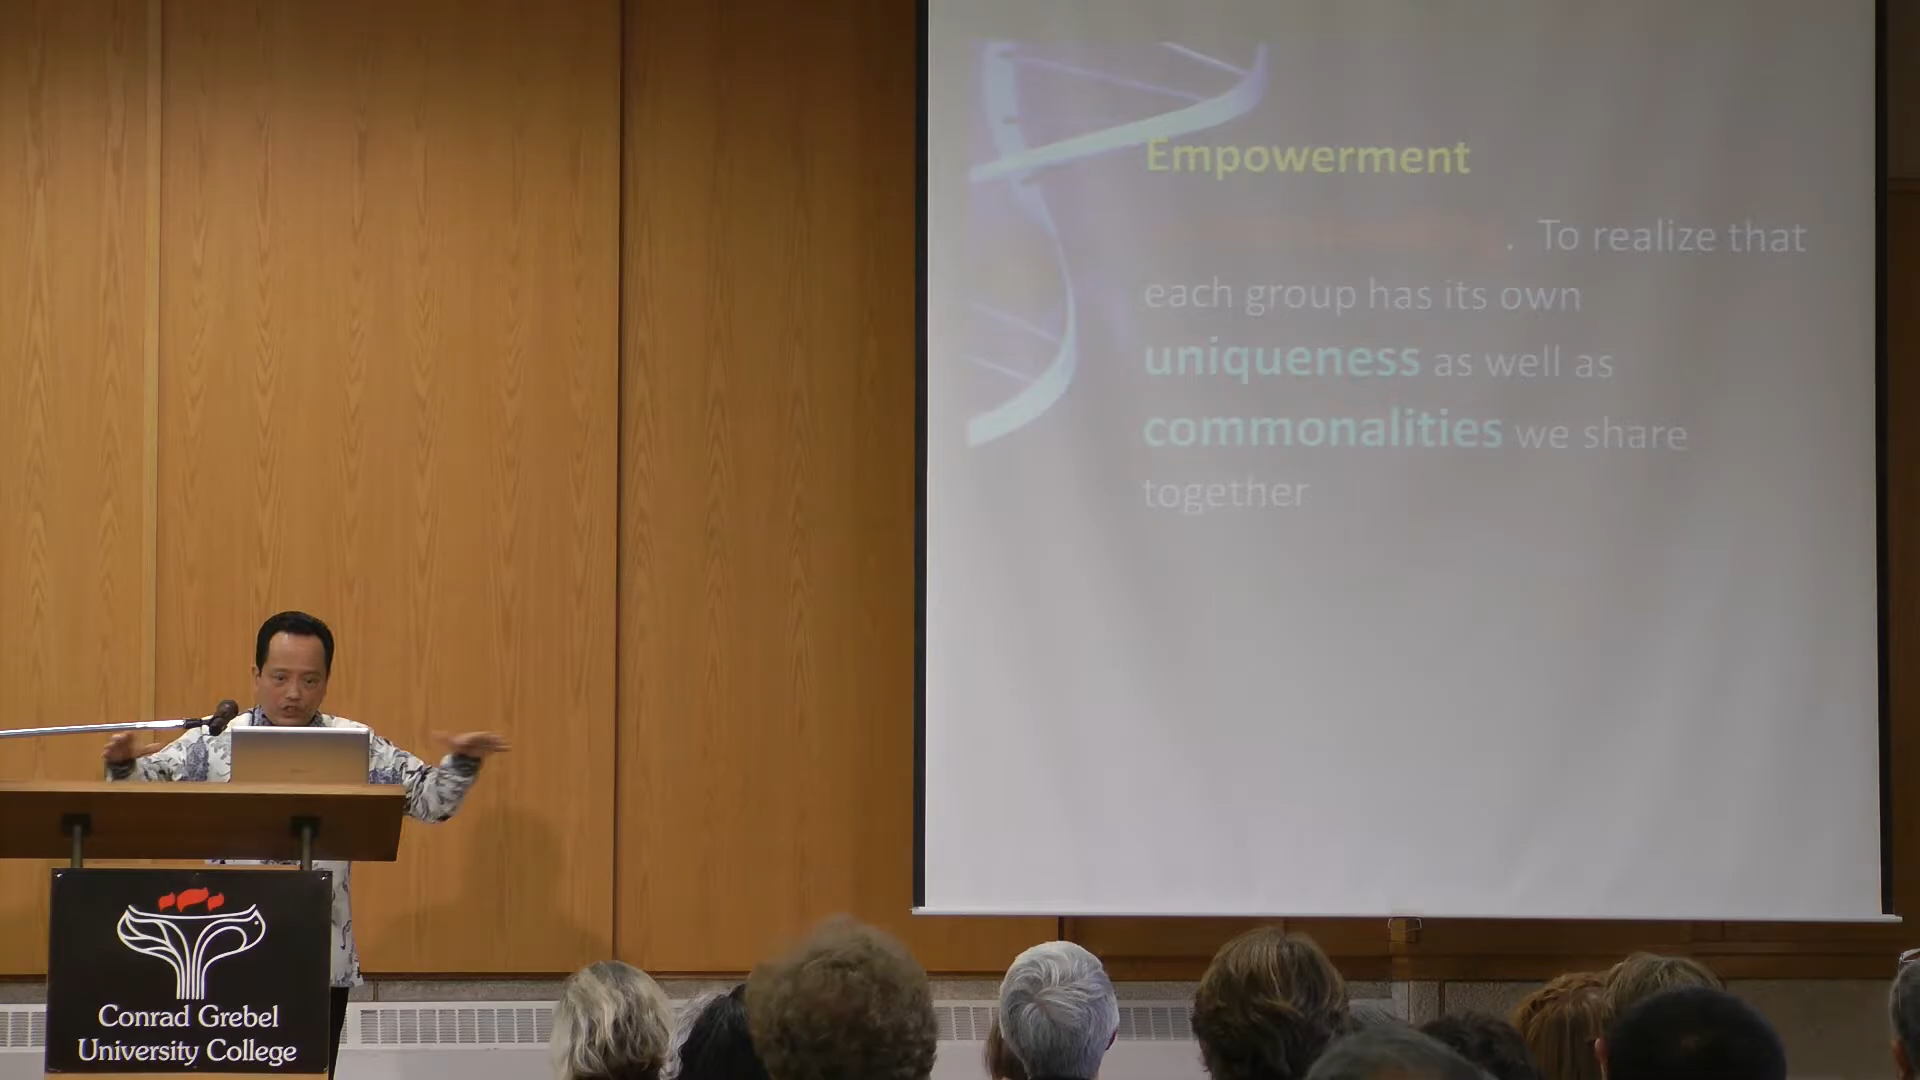 Empowerment
. To realize that
each group has its own
uniqueness as well as
commonalities we share
together
Conrad Grebel
University College